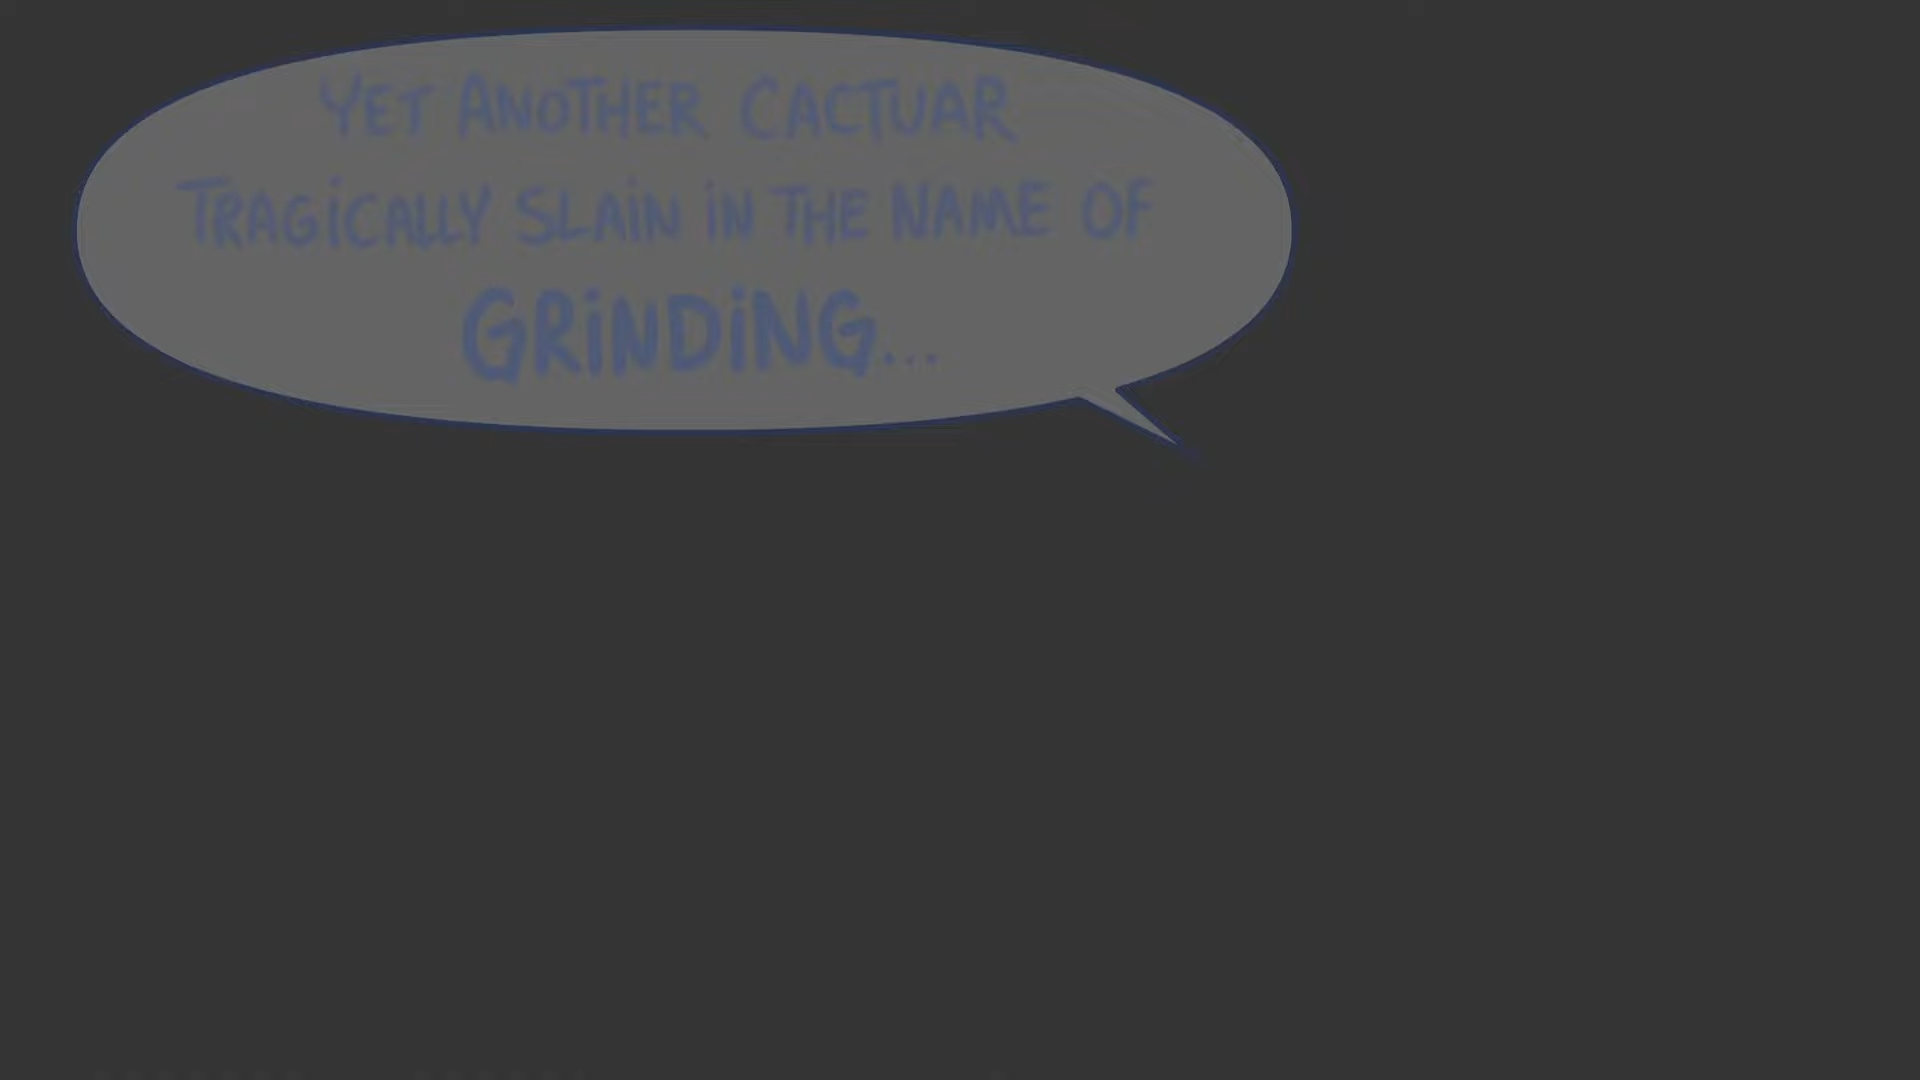 YET ANOTHER CACTUAR
TRAGICALLY SLAIN IN THE NAME OF
GRINDING...